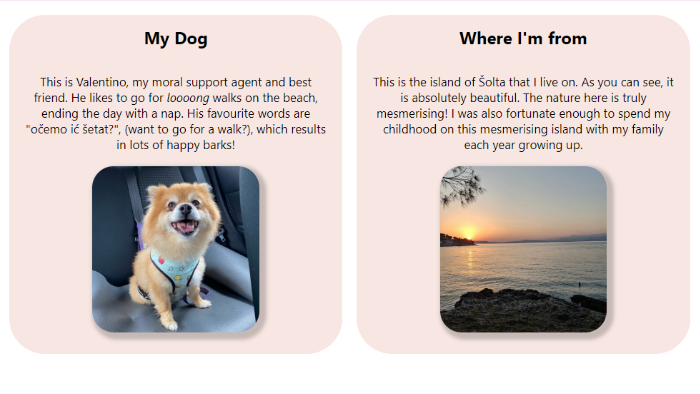 My Dog
This is Valentino, my moral support agent and best
friend. He likes to go for loooong walks on the beach,
ending the day with a nap. His favourite words are
"očemo ić šetat?", (want to go for a walk?), which results
in lots of happy barks!
Where I'm from
This is the island of Šolta that I live on. As you can see, it
is absolutely beautiful. The nature here is truly
mesmerising! I was also fortunate enough to spend my
childhood on this mesmerising island with my family
each year growing up.